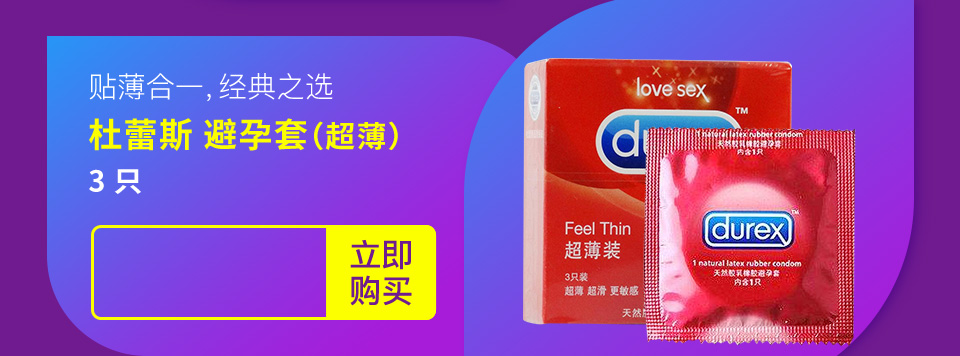 贴薄合一，经典之选
杜蕾斯 避孕套（超薄）
3 只
立即
购买
love sex
TM
Feel Thin
超薄装
3只装
超薄 超滑 更敏感
1 natural latex rubber condom
天然胶乳橡胶避孕套
内含1只
durex
TM
1 natural latex rubber condom
天然胶乳橡胶避孕套
内含1只